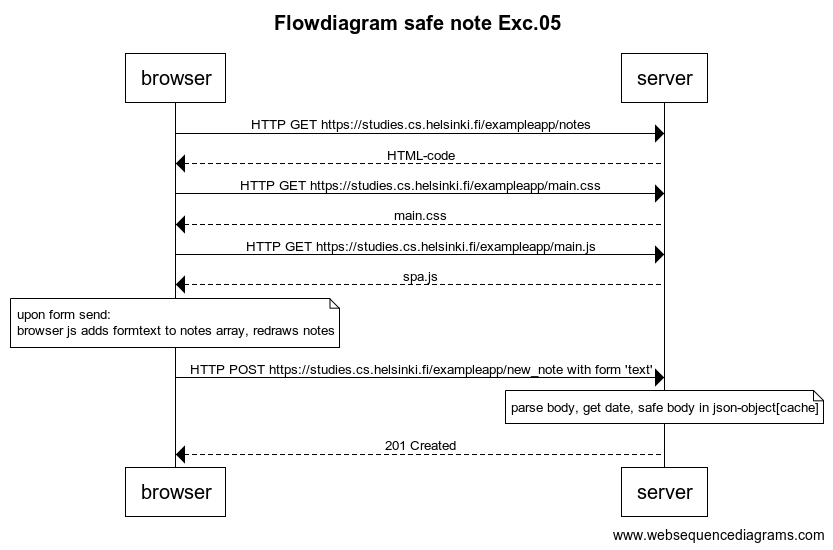 Flowdiagram safe note Exc.05
browser
server
HTTP GET https://studies.cs.helsinki.fi/exampleapp/notes
HTML-code
HTTP GET https://studies.cs.helsinki.fi/exampleapp/main.css
main.css
HTTP GET https://studies.cs.helsinki.fi/exampleapp/main.js
spa.js
upon form send:
browser js adds formtext to notes array, redraws notes
HTTP POST https://studies.cs.helsinki.fi/exampleapp/new_note with form 'text'
parse body, get date, safe body in json-object[cache]
201 Created
browser
server
www.websequencediagrams.com